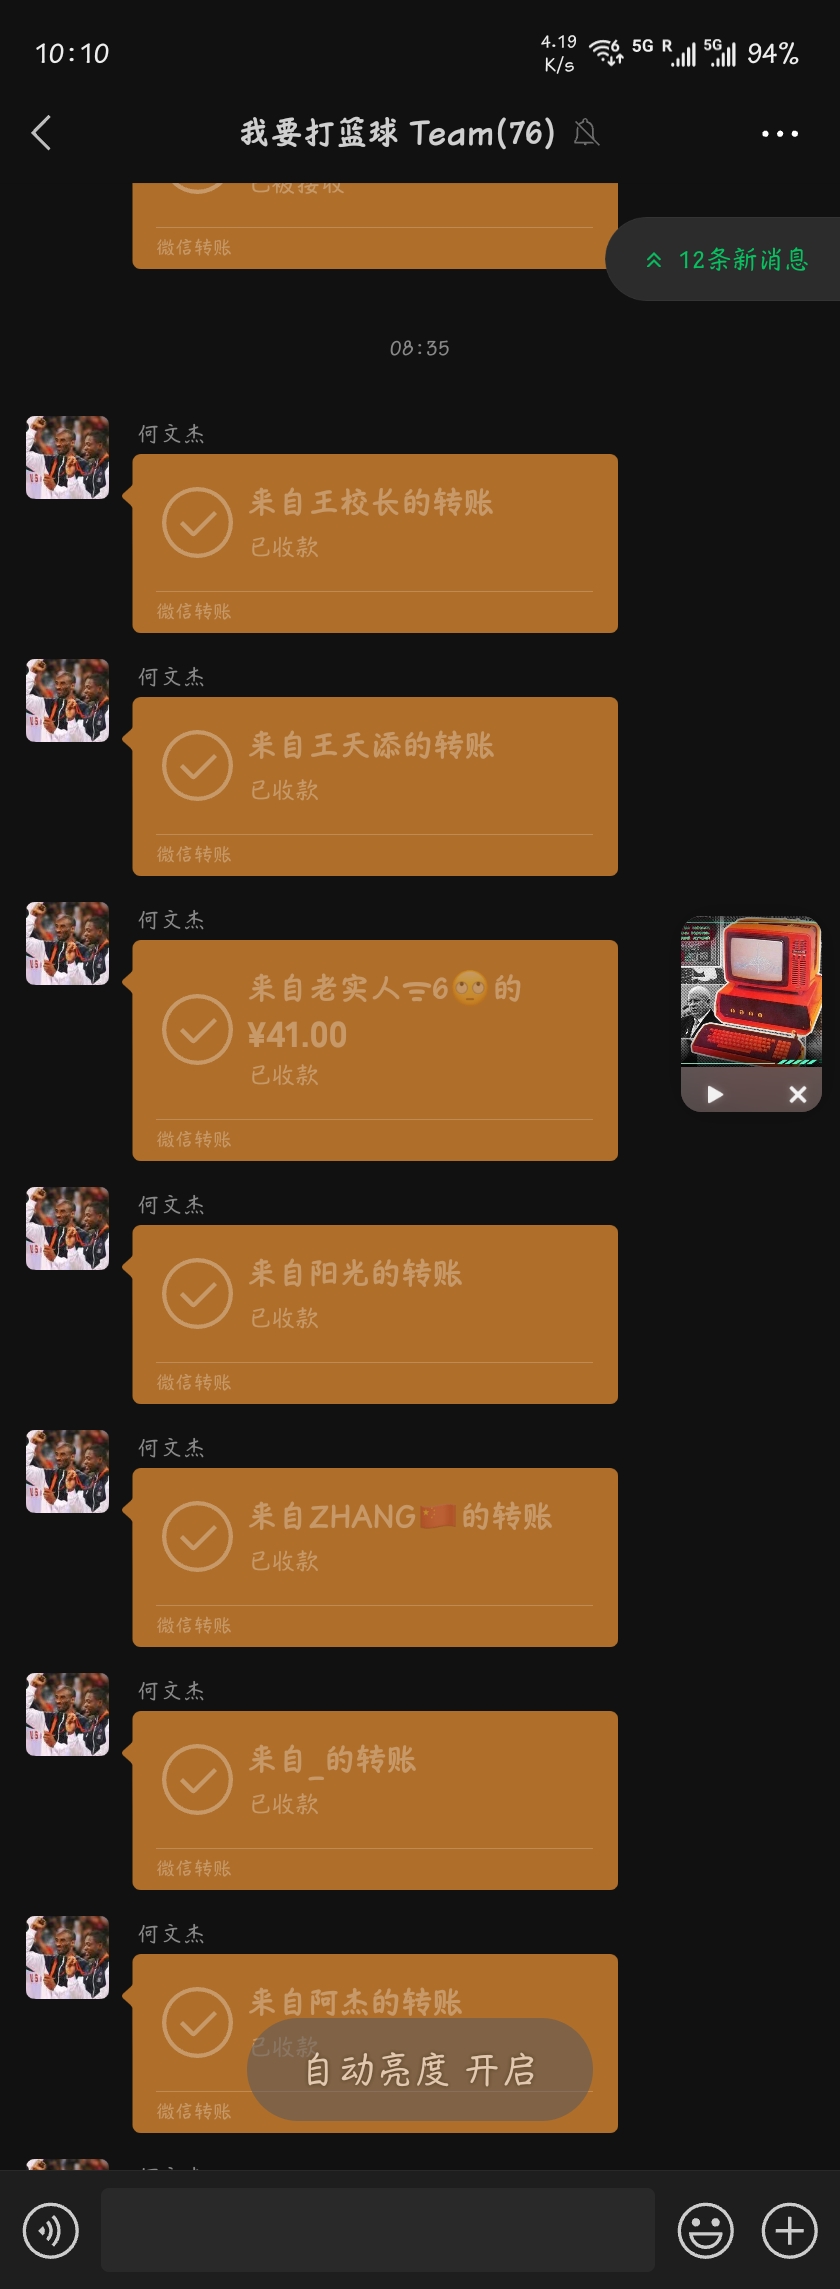 10:10
4.19 K/s
6
5G R
5G
94%
我要打篮球 Team(76)
已被接收
微信转账
12条新消息
08:35
何文杰
来自王校长的转账
已收款
微信转账
何文杰
来自王天添的转账
已收款
微信转账
何文杰
来自老实人〒6🙄的
¥41.00
已收款
微信转账
何文杰
来自阳光的转账
已收款
微信转账
何文杰
来自ZHANG🇨🇳的转账
已收款
微信转账
何文杰
来自_的转账
已收款
微信转账
何文杰
来自阿杰的转账
已收款
自动亮度 开启
微信转账